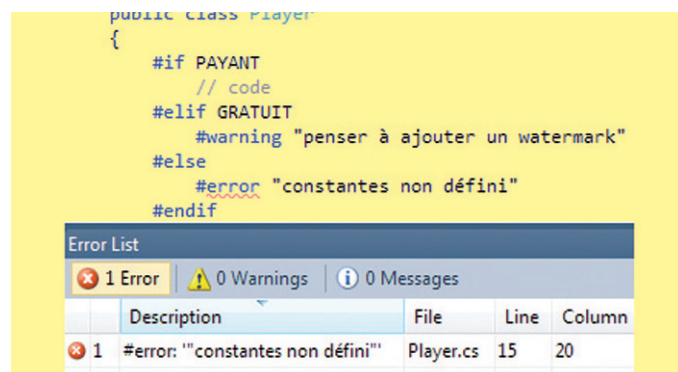 public class Player
{
#if PAYANT
// code
#elif GRATUIT
#warning "penser à ajouter un watermark"
#else
#error "constantes non défini"
#endif
Error List
1 Error 0 Warnings 0 Messages
Description File Line Column
1 #error: '"constantes non défini"' Player.cs 15 20